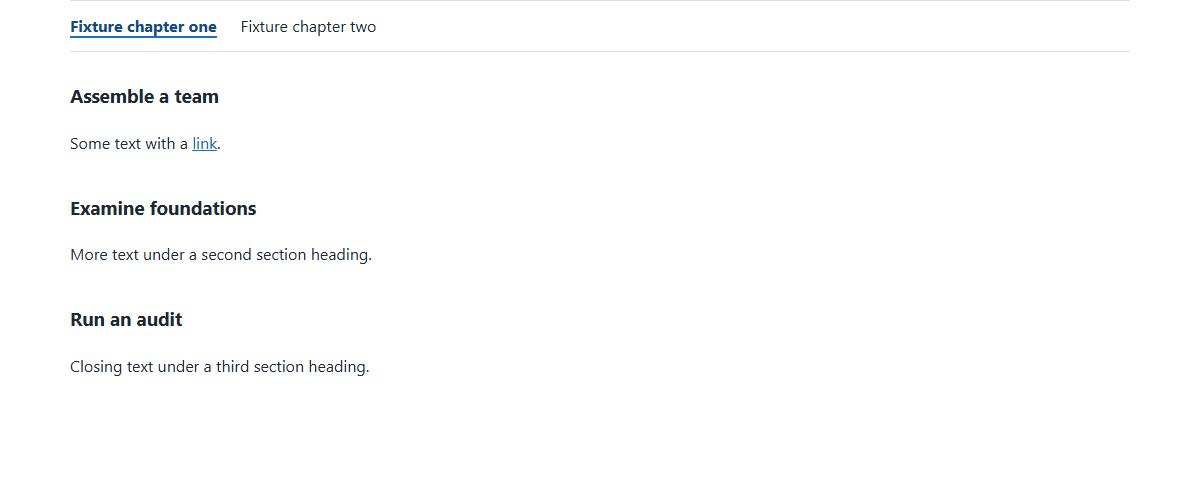 Fixture chapter one Fixture chapter two
Assemble a team
Some text with a link.
Examine foundations
More text under a second section heading.
Run an audit
Closing text under a third section heading.